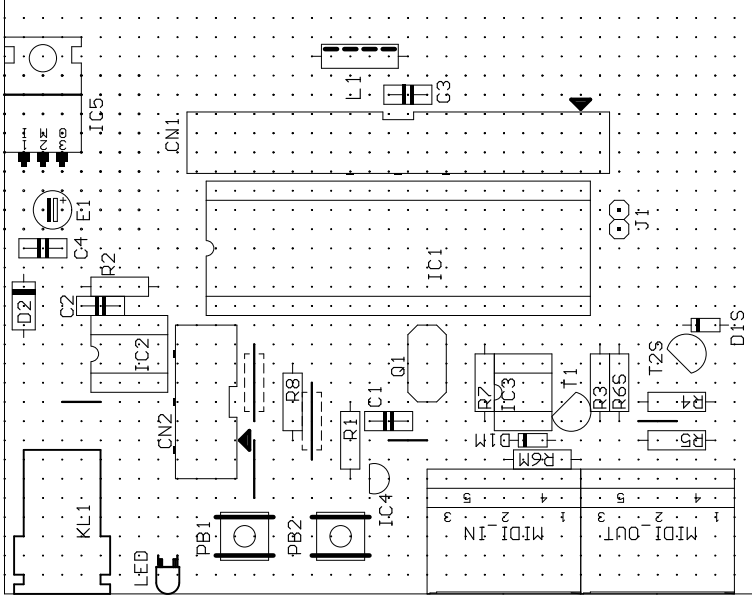 L1
C3
IC5
CN1
I
M
O
1
2
3
E1
J1
C4
IC1
R2
C2
D2
D1S
T2S
IC2
Q1
R8
C1
R7
IC3
T1
R3
R6S
R4
CN2
R1
D1M
R5
R6M
5
4
5
4
3
2
1
3
2
1
MIDI_IN
MIDI_OUT
IC4
KL1
PB1
PB2
LED